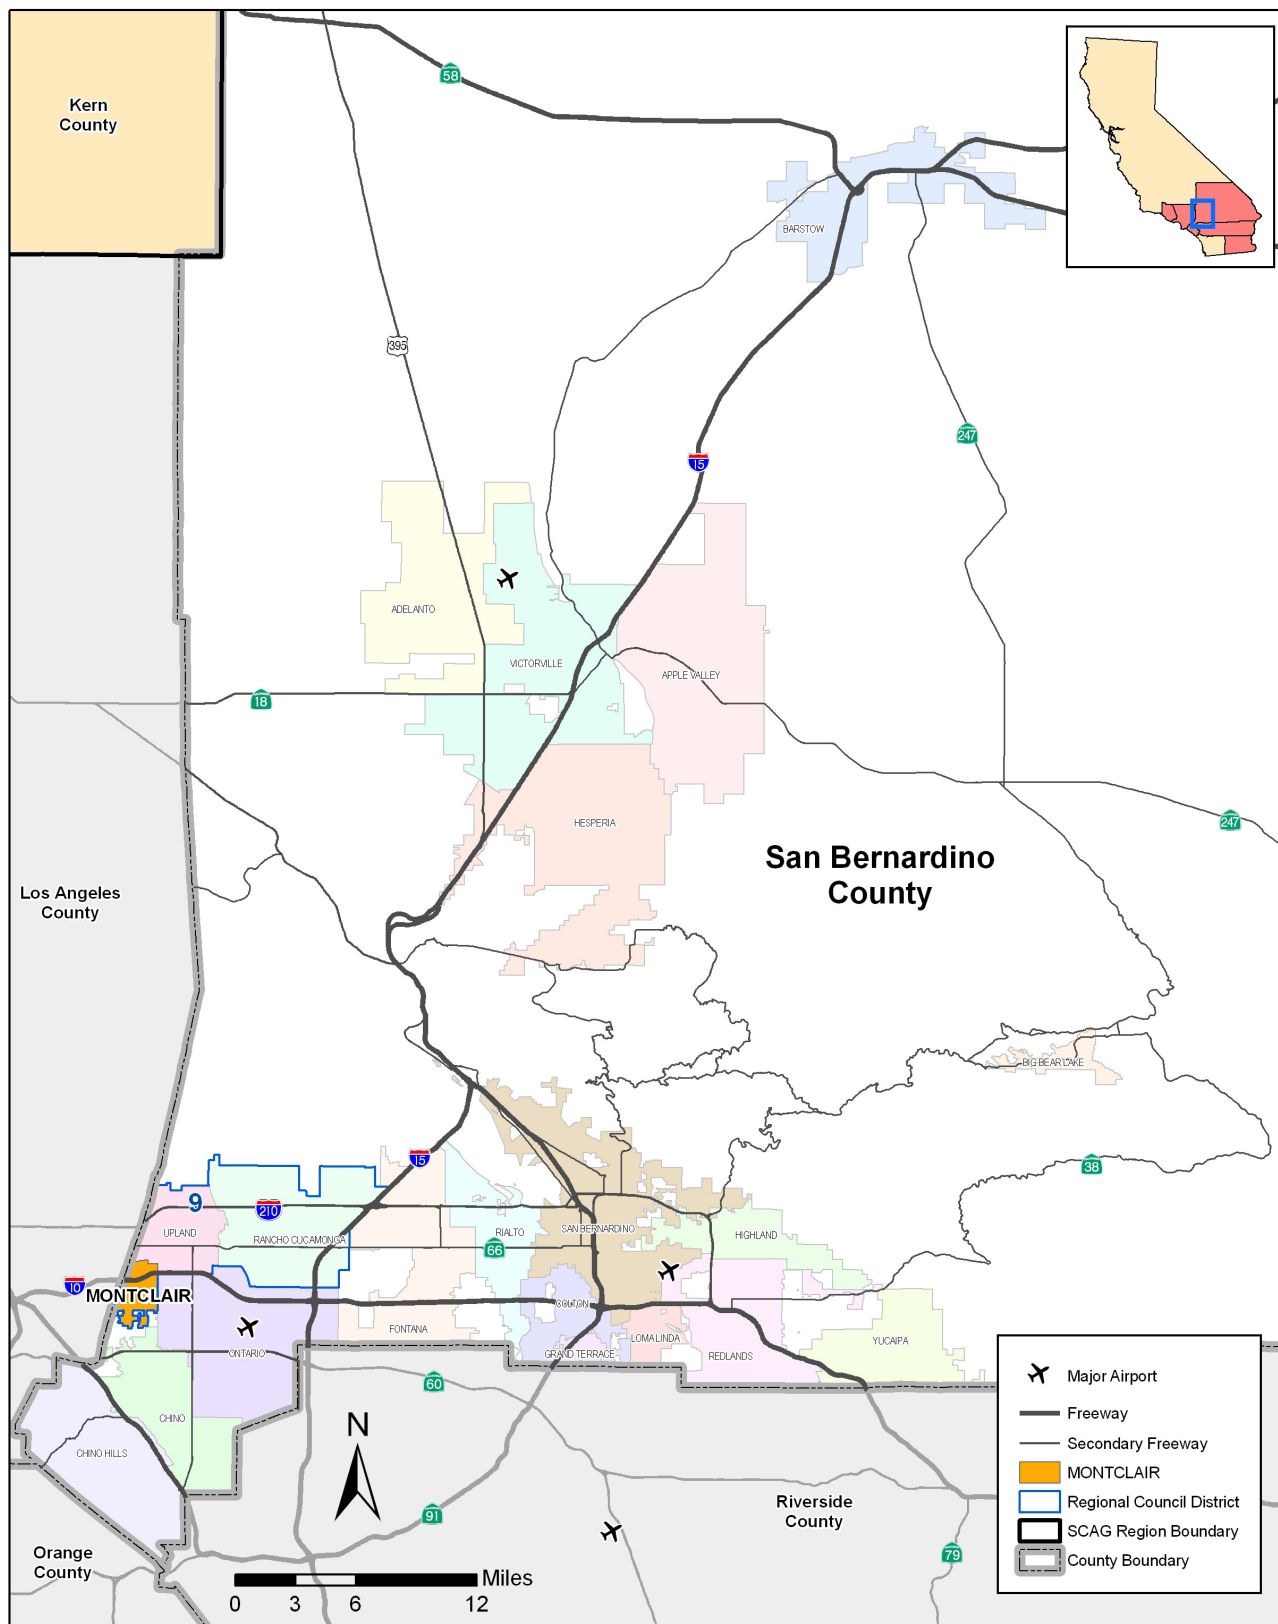 Kern
County
58
BARSTOW
395
247
15
ADELANTO
VICTORVILLE
APPLE VALLEY
18
HESPERIA
247
San Bernardino
County
Los Angeles
County
BIG BEAR LAKE
15
38
9
210
UPLAND
RANCHO CUCAMONGA
RIALTO
66
SAN BERNARDINO
HIGHLAND
10
MONTCLAIR
COLTON
FONTANA
LOMA LINDA
YUCAIPA
ONTARIO
GRAND TERRACE
REDLANDS
60
CHINO
N
CHINO HILLS
91
Riverside
County
79
Orange
County
Miles
0 3 6 12
Major Airport
Freeway
Secondary Freeway
MONTCLAIR
Regional Council District
SCAG Region Boundary
County Boundary